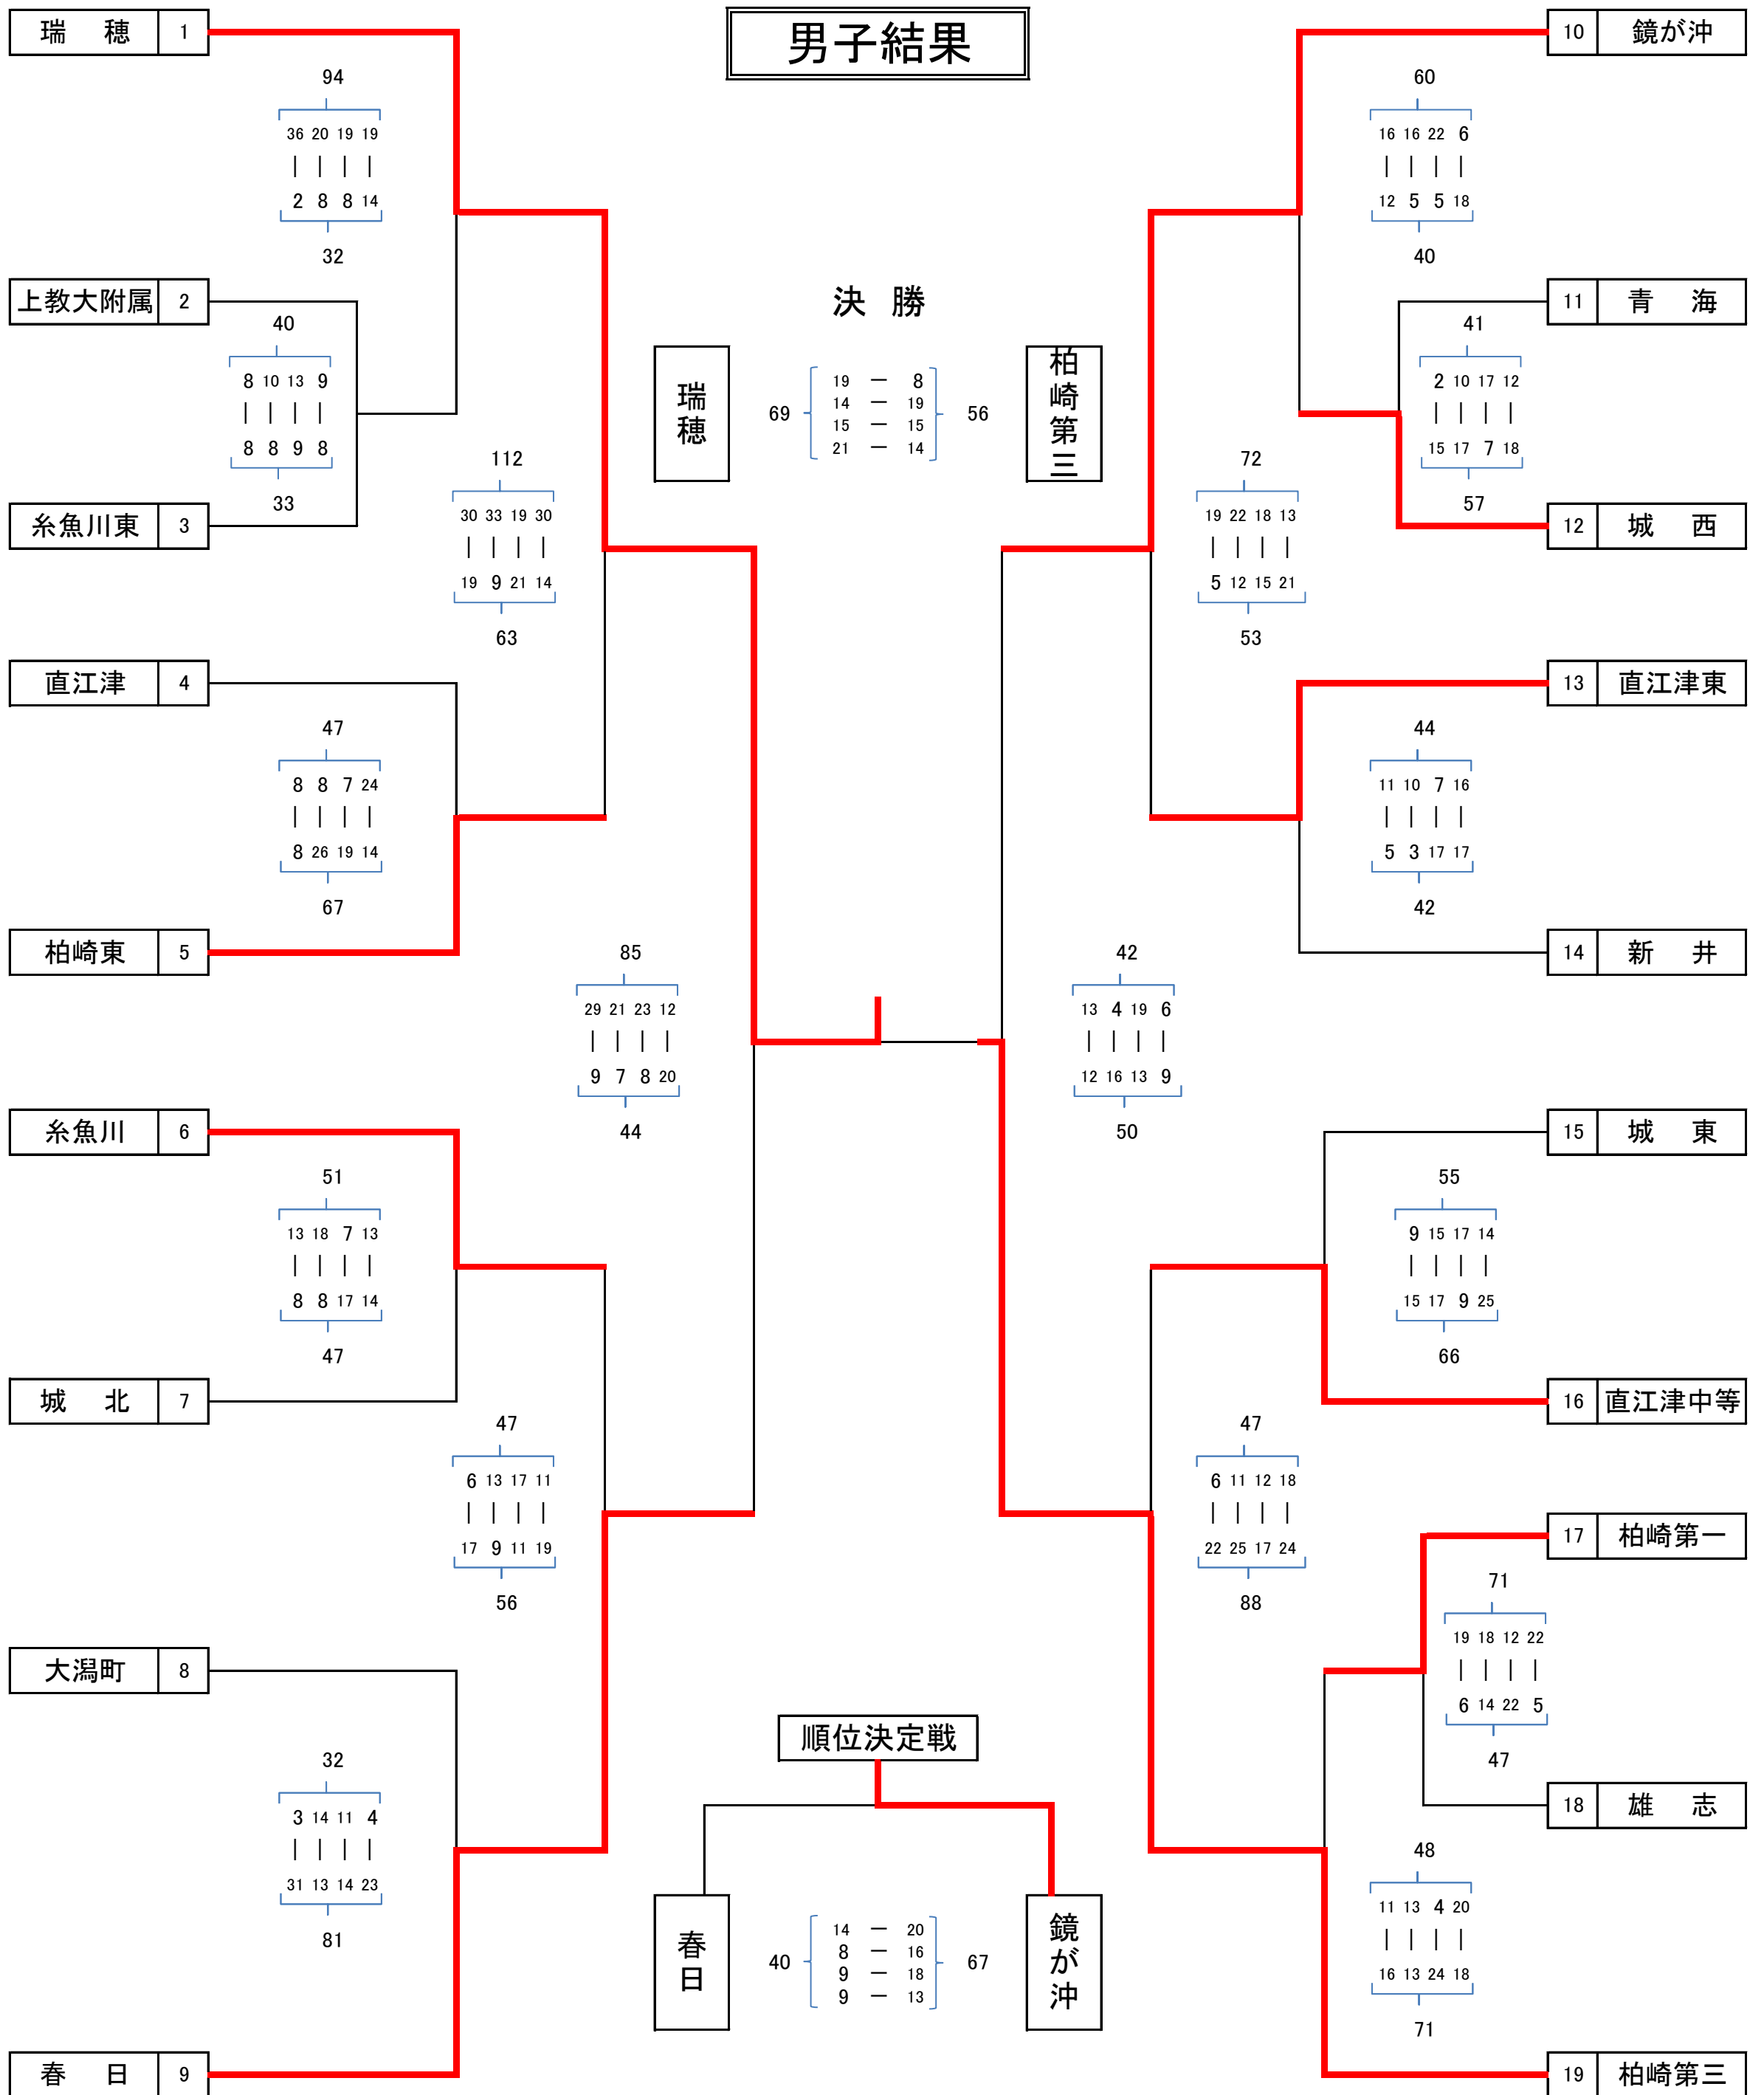 男子結果
瑞　穂 1
94
36 20 19 19
2 8 8 14
32
上教大附属 2
40
8 10 13 9
8 8 9 8
33
糸魚川東 3
112
30 33 19 30
19 9 21 14
63
直江津 4
47
8 8 7 24
8 26 19 14
67
柏崎東 5
85
29 21 23 12
9 7 8 20
44
糸魚川 6
51
13 18 7 13
8 8 17 14
47
城　北 7
47
6 13 17 11
17 9 11 19
56
大潟町 8
32
3 14 11 4
31 13 14 23
81
春　日 9
決　勝
瑞穂
69
19 － 8
14 － 19
15 － 15
21 － 14
56
柏崎第三
順位決定戦
春日
40
14 － 20
8 － 16
9 － 18
9 － 13
67
鏡が沖
10 鏡が沖
60
16 16 22 6
12 5 5 18
40
11 青　海
41
2 10 17 12
15 17 7 18
57
12 城　西
72
19 22 18 13
5 12 15 21
53
13 直江津東
44
11 10 7 16
5 3 17 17
42
14 新　井
42
13 4 19 6
12 16 13 9
50
15 城　東
55
9 15 17 14
15 17 9 25
66
16 直江津中等
47
6 11 12 18
22 25 17 24
88
17 柏崎第一
71
19 18 12 22
6 14 22 5
47
18 雄　志
48
11 13 4 20
16 13 24 18
71
19 柏崎第三